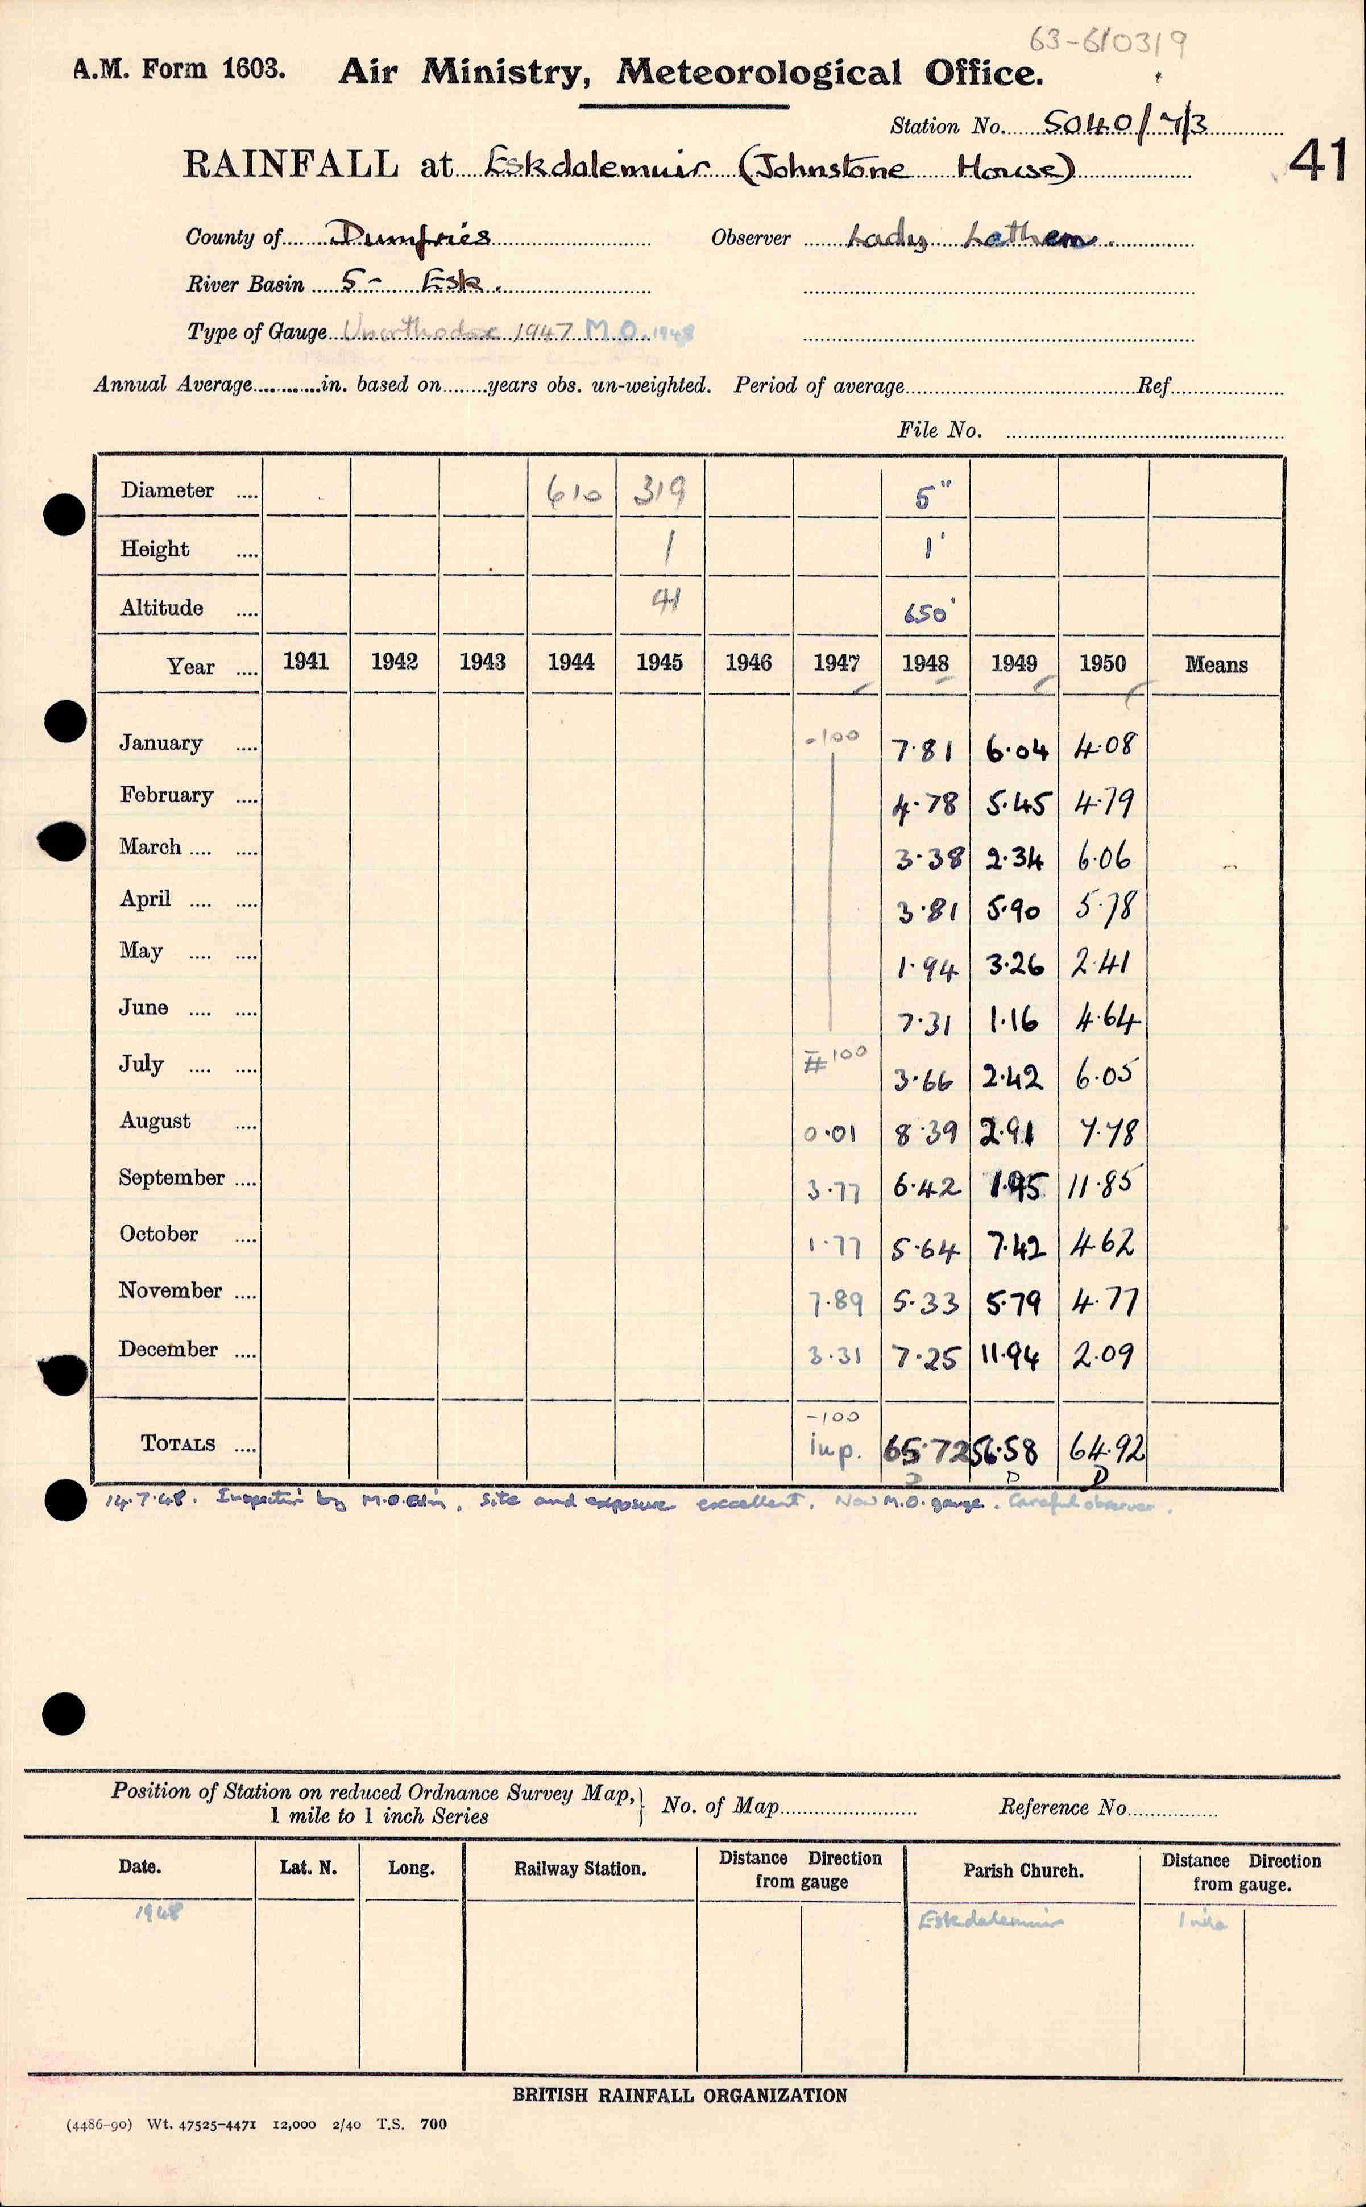 63-610319
A.M. Form 1603. Air Ministry, Meteorological Office.
Station No. 5040/7/3
41
RAINFALL at Eskdalemuir (Johnstone House)
County of Dumfries Observer Lady
River Basin 5 - Esk.
Type of Gauge Unorthodox 1947 M.O. 1948
Annual Average in. based on years obs. un-weighted. Period of average Ref
File No.
Diameter 610 319 5"
Height 1 1'
Altitude 41 650'
Year 1941 1942 1943 1944 1945 1946 1947 1948 1949 1950 Means
January -100 7.81 6.04 4.08
February 4.78 5.45 4.79
March 3.38 2.34 6.06
April 3.81 5.90 5.78
May 1.94 3.26 2.41
June 7.31 1.16 4.64
July -100 3.66 2.42 6.05
August 0.01 8.39 2.91 7.78
September 3.77 6.42 1.95 11.85
October 1.77 5.64 7.42 4.62
November 7.89 5.33 5.79 4.77
December 3.31 7.25 11.94 2.09
-100
TOTALS Imp. 65.72 56.58 64.92
D D D
14.7.48. Inspection by M.O. Edin. Site and exposure excellent. Now M.O. gauge. Careful observer.
Position of Station on reduced Ordnance Survey Map, 1 mile to 1 inch Series } No. of Map Reference No
Date. Lat. N. Long. Railway Station. Distance Direction from gauge Parish Church. Distance Direction from gauge.
1948 Eskdalemuir 1 mile
BRITISH RAINFALL ORGANIZATION
(4486-90) Wt. 47525-4471 12,000 2/40 T.S. 700